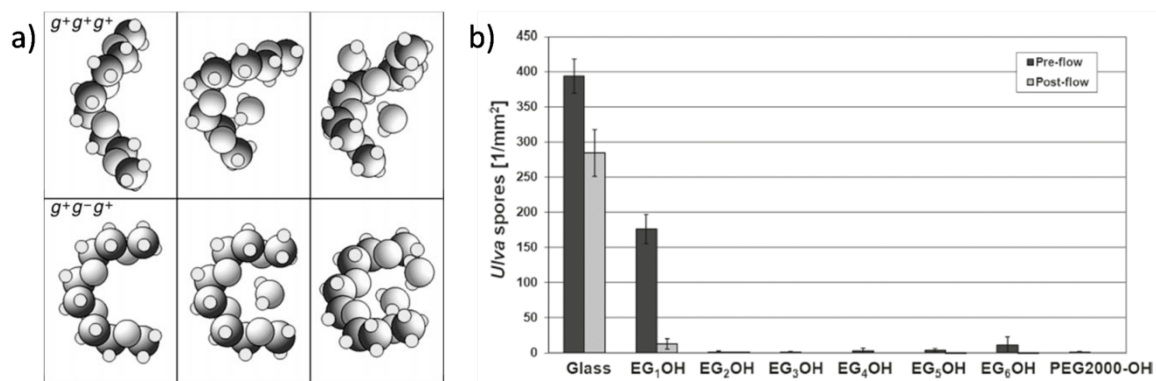 a)
g+g+g+
g+g-g+
b)
Ulva spores [1/mm²]
450
400
350
300
250
200
150
100
50
0
Pre-flow
Post-flow
Glass EG₁OH EG₂OH EG₃OH EG₄OH EG₅OH EG₆OH PEG2000-OH